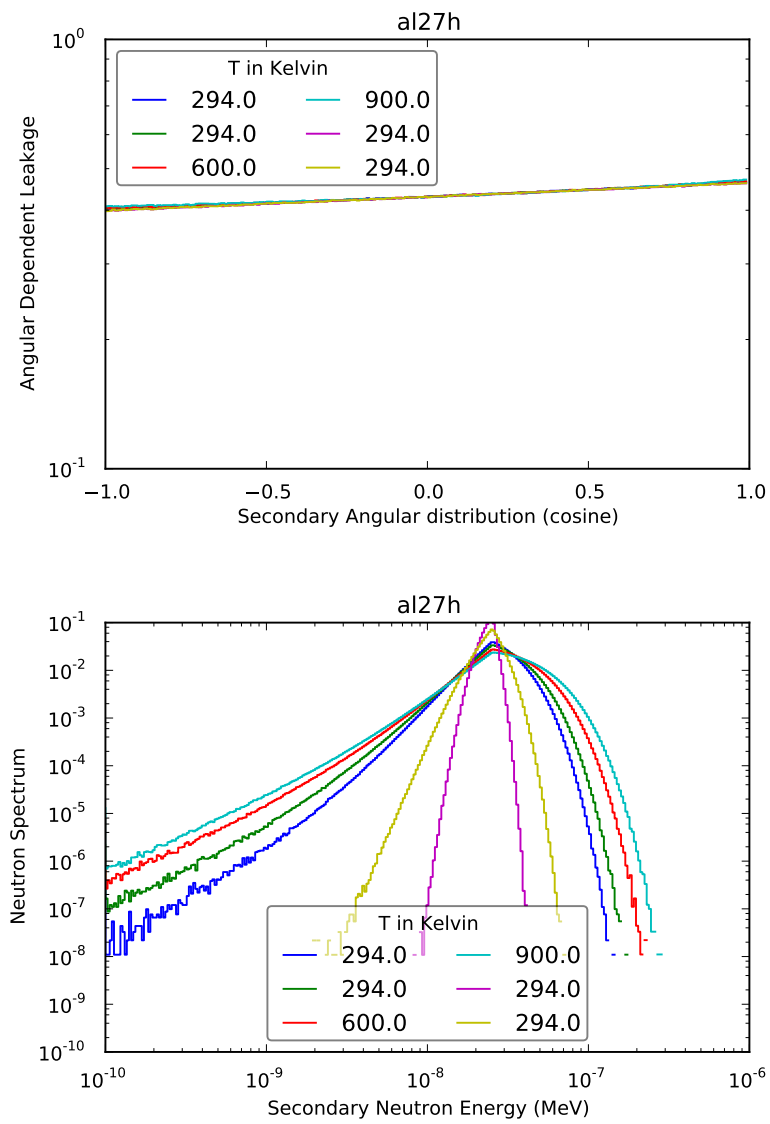 al27h
10^0
T in Kelvin
294.0 900.0
294.0 294.0
600.0 294.0
Angular Dependent Leakage
10^-1
−1.0 −0.5 0.0 0.5 1.0
Secondary Angular distribution (cosine)
al27h
10^-1
10^-2
10^-3
10^-4
10^-5
10^-6
10^-7
10^-8
10^-9
10^-10
Neutron Spectrum
T in Kelvin
294.0 900.0
294.0 294.0
600.0 294.0
10^-10 10^-9 10^-8 10^-7 10^-6
Secondary Neutron Energy (MeV)